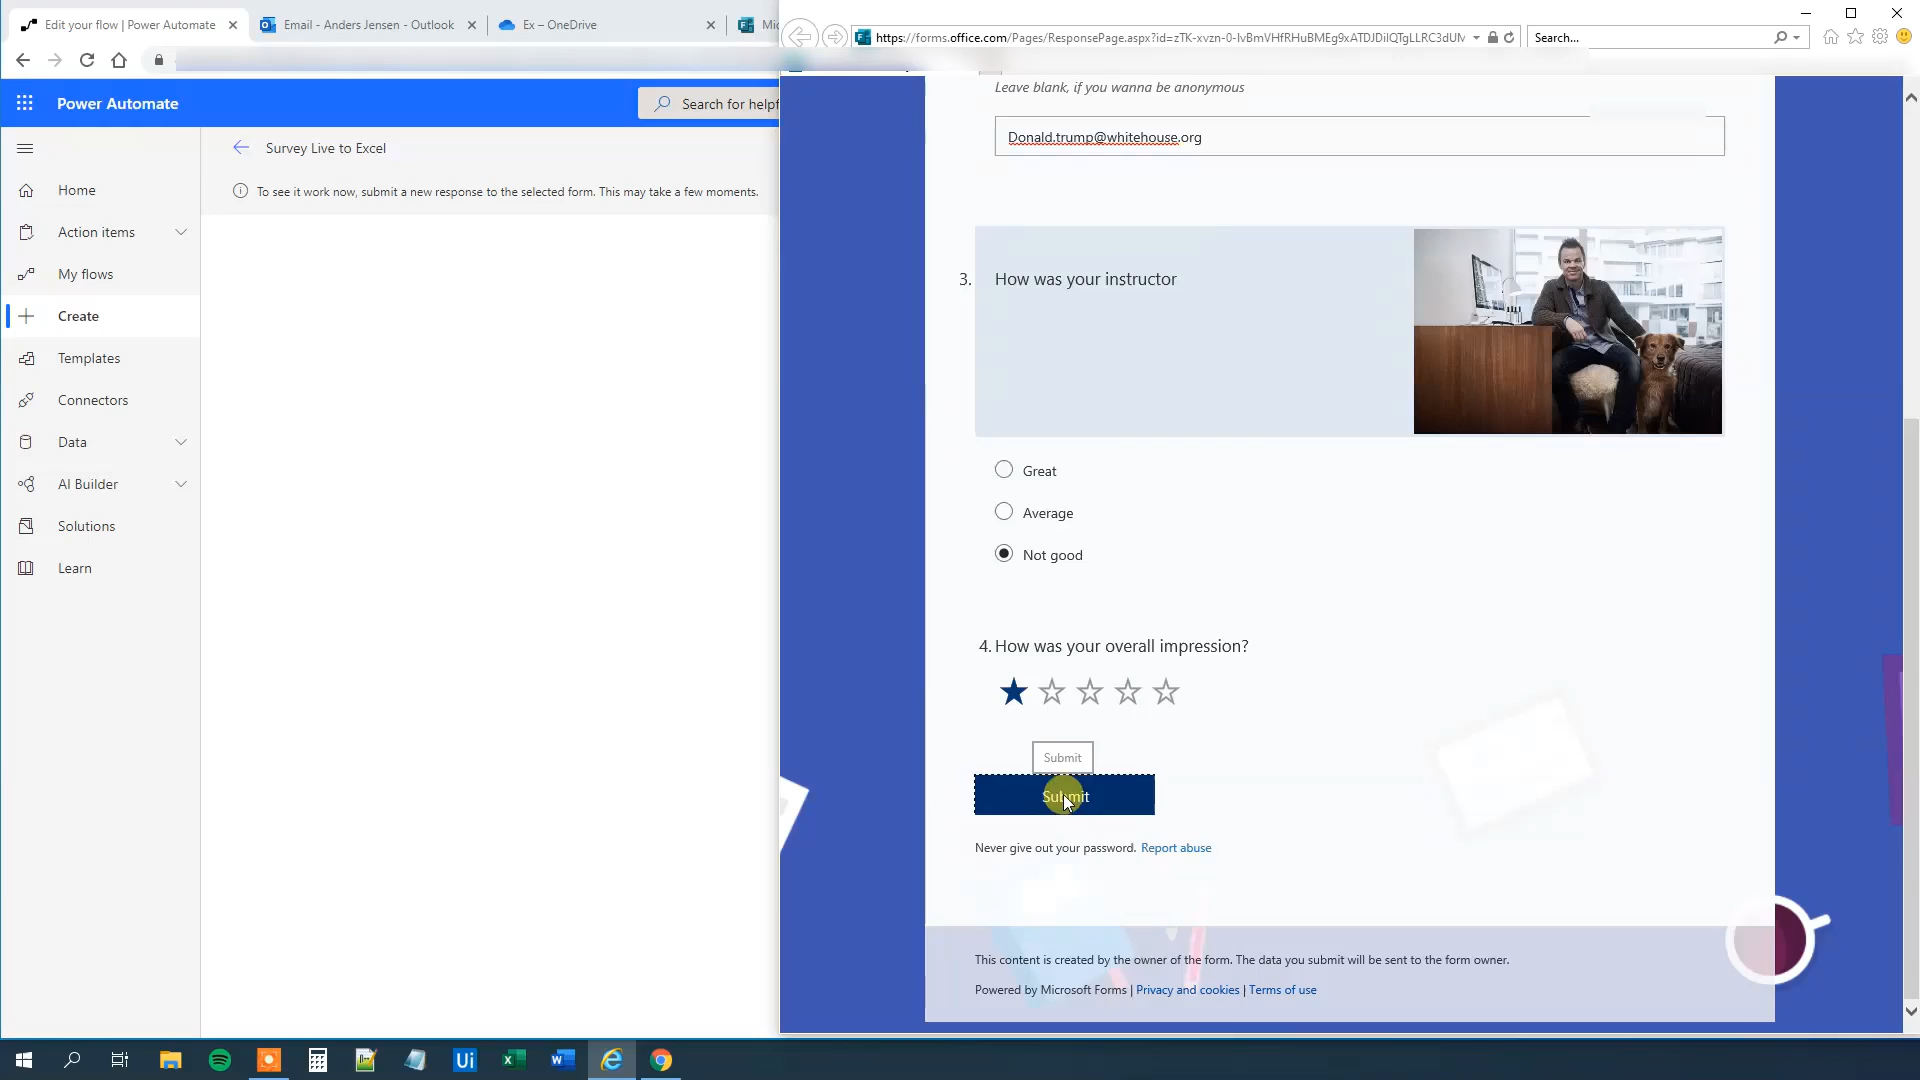 Edit your flow | Power Automate
Email - Anders Jensen - Outlook
Ex – OneDrive
https://forms.office.com/Pages/ResponsePage.aspx?id=zTK-xvzn-0-IvBmVHfRHuBMEg9xATDJDilQTgLLRC3dUM
Search...
Power Automate
Search for helpf
Survey Live to Excel
To see it work now, submit a new response to the selected form. This may take a few moments.
Home
Action items
My flows
Create
Templates
Connectors
Data
AI Builder
Solutions
Learn
Leave blank, if you wanna be anonymous
Donald.trump@whitehouse.org
3. How was your instructor
Great
Average
Not good
4. How was your overall impression?
Submit
Submit
Never give out your password. Report abuse
This content is created by the owner of the form. The data you submit will be sent to the form owner.
Powered by Microsoft Forms | Privacy and cookies | Terms of use
Ui